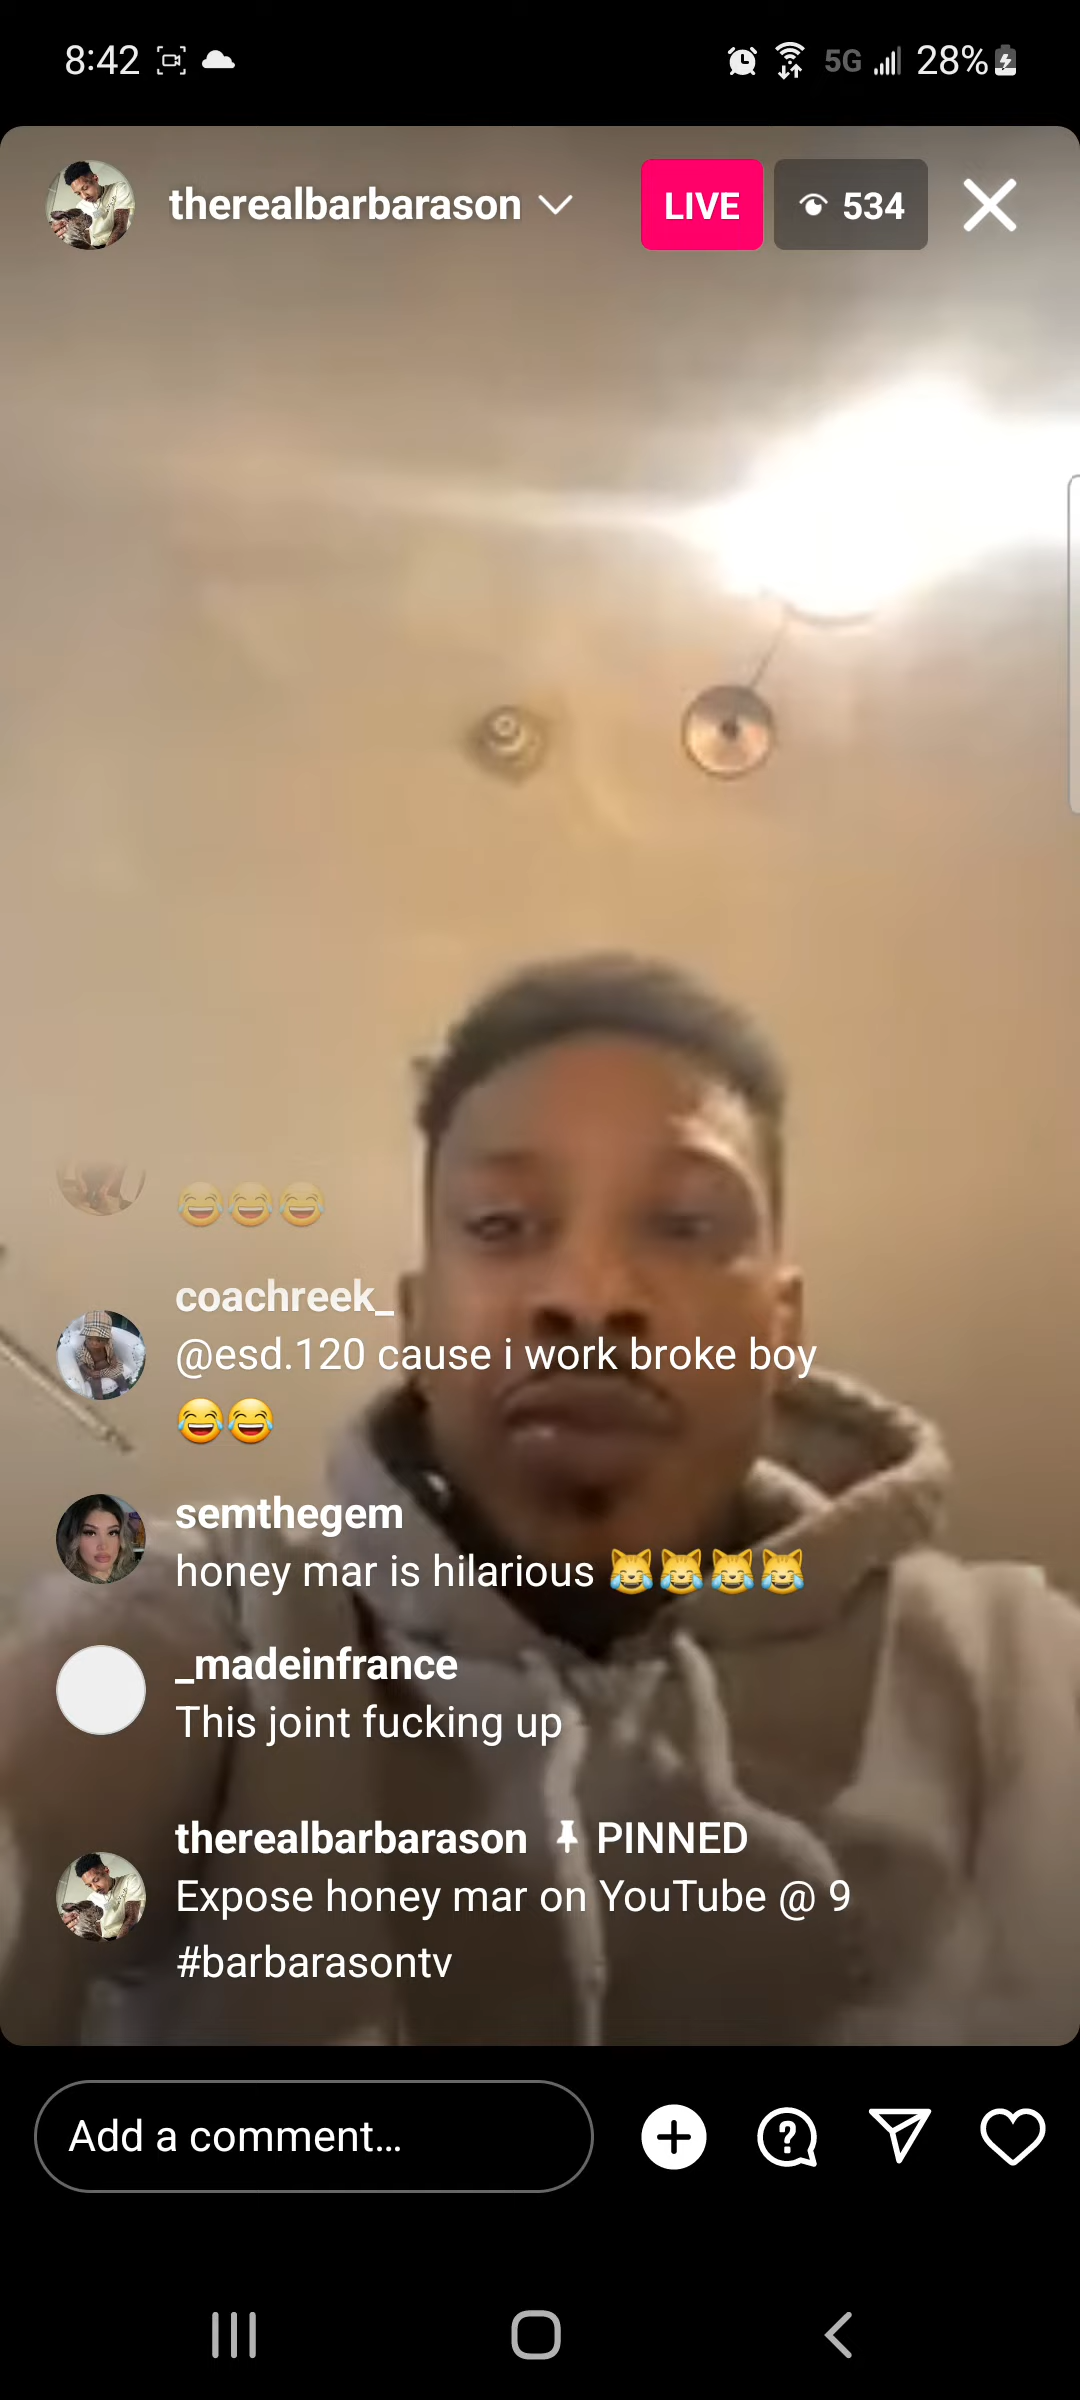 8:42 5G 28%
therealbarbarason LIVE 534
😂😂😂
coachreek_
@esd.120 cause i work broke boy
😂😂
semthegem
honey mar is hilarious 😹😹😹😹
_madeinfrance
This joint fucking up
therealbarbarason PINNED
Expose honey mar on YouTube @ 9
#barbarasontv
Add a comment...